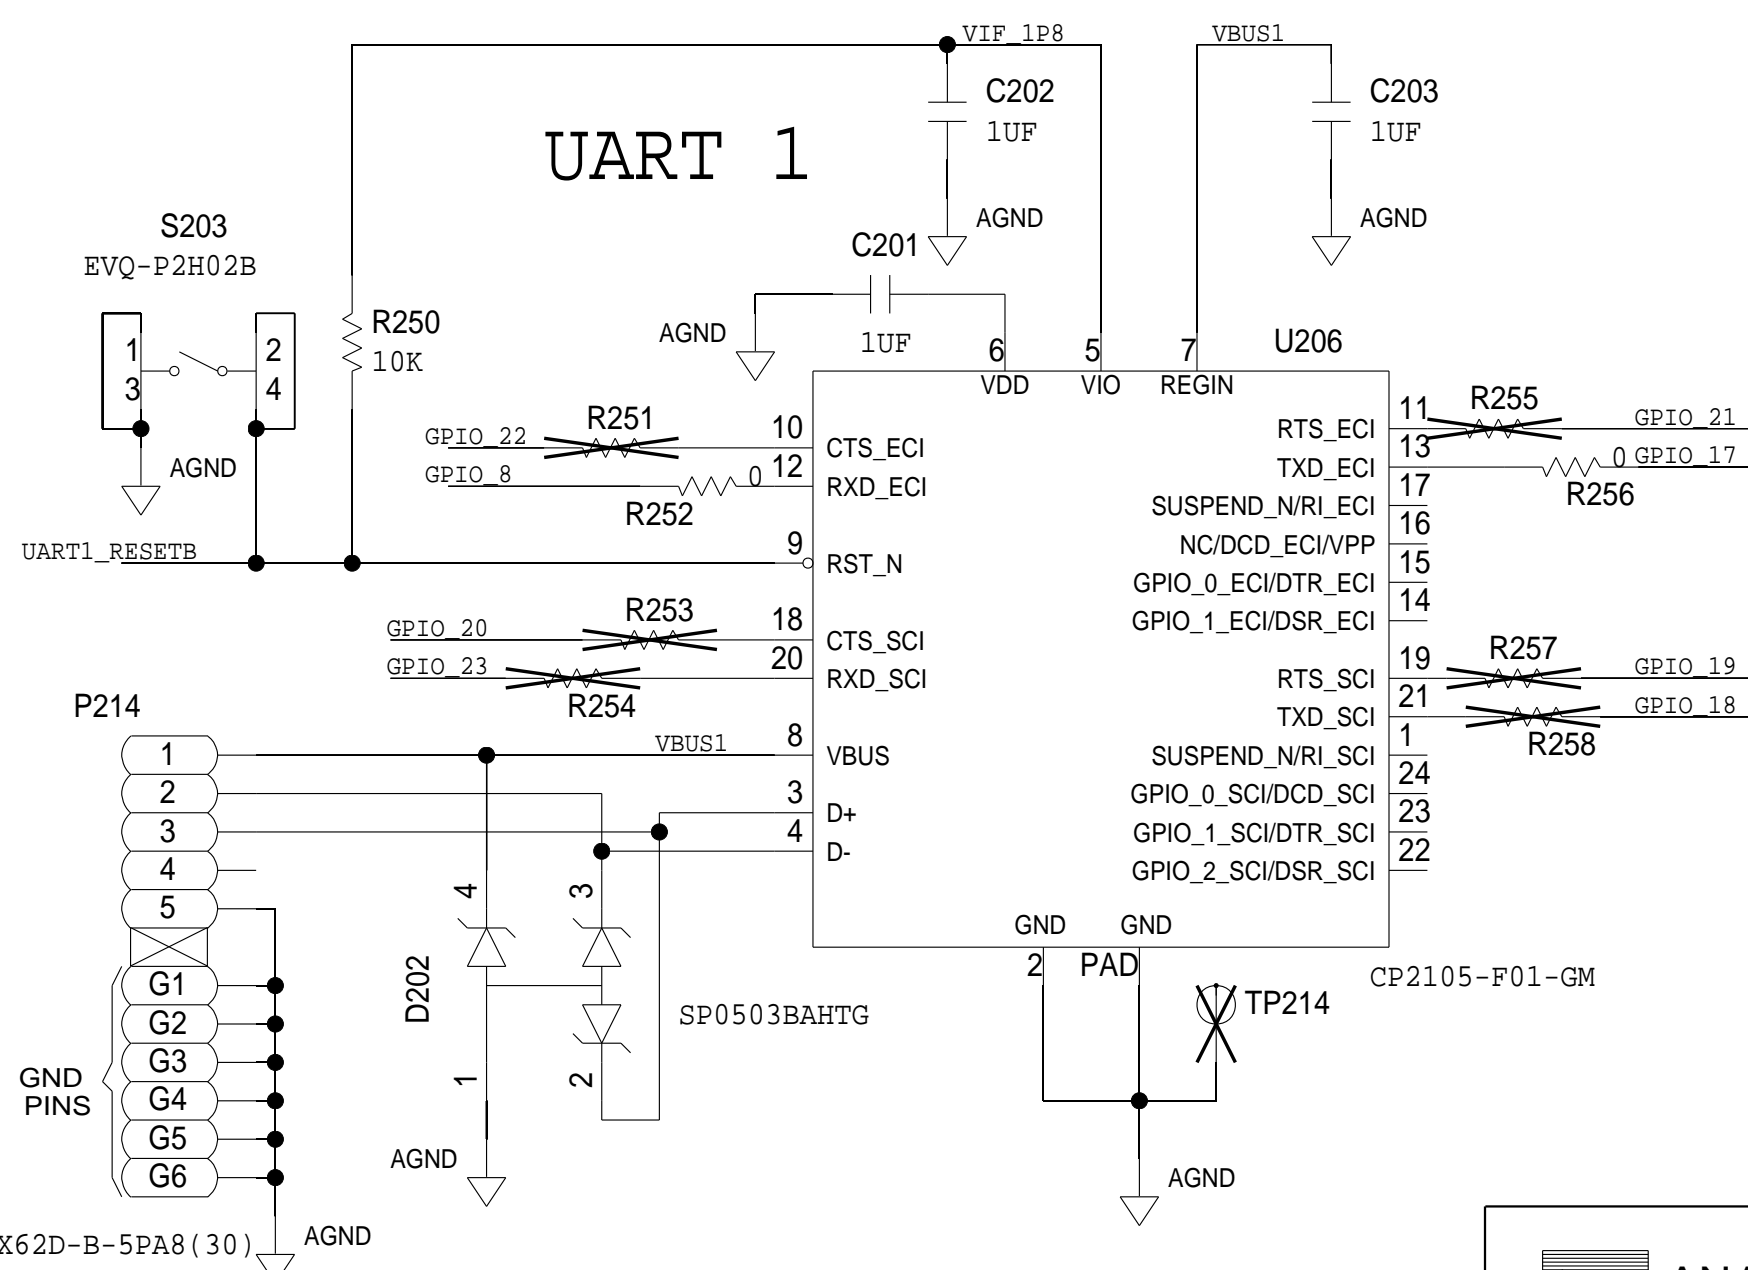 VIF_1P8
VBUS1
C202
1UF
C203
1UF
UART 1
AGND
AGND
S203
EVQ-P2H02B
C201
R250
10K
AGND
1UF
1
3
2
4
AGND
U206
6
5
7
VDD
VIO
REGIN
GPIO_22
R251
10
CTS_ECI
GPIO_8
0
12
RXD_ECI
R252
UART1_RESETB
9
RST_N
GPIO_20
R253
18
CTS_SCI
GPIO_23
20
RXD_SCI
R254
RTS_ECI
11
R255
GPIO_21
TXD_ECI
13
0
GPIO_17
R256
SUSPEND_N/RI_ECI
17
NC/DCD_ECI/VPP
16
GPIO_0_ECI/DTR_ECI
15
GPIO_1_ECI/DSR_ECI
14
RTS_SCI
19
R257
GPIO_19
TXD_SCI
21
GPIO_18
R258
SUSPEND_N/RI_SCI
1
GPIO_0_SCI/DCD_SCI
24
GPIO_1_SCI/DTR_SCI
23
GPIO_2_SCI/DSR_SCI
22
P214
1
2
3
4
5
G1
G2
G3
G4
G5
G6
GND
PINS
VBUS1
8
VBUS
3
D+
4
D-
4
3
D202
SP0503BAHTG
1
2
AGND
GND
GND
2
PAD
CP2105-F01-GM
TP214
AGND
X62D-B-5PA8(30)
AGND